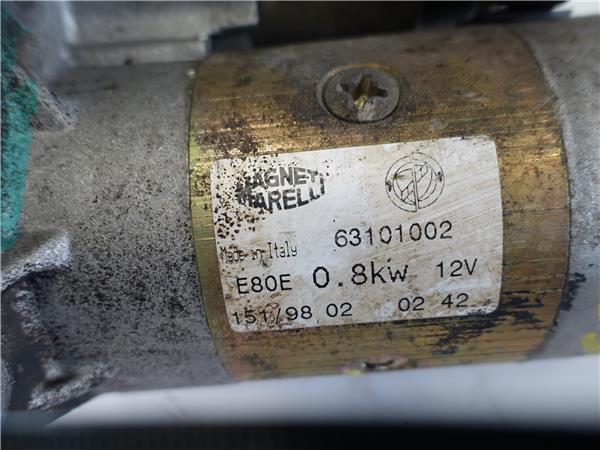 MAGNETI
MARELLI
63101002
Made in Italy
E80E 0.8kw 12V
151/98 02 02 42